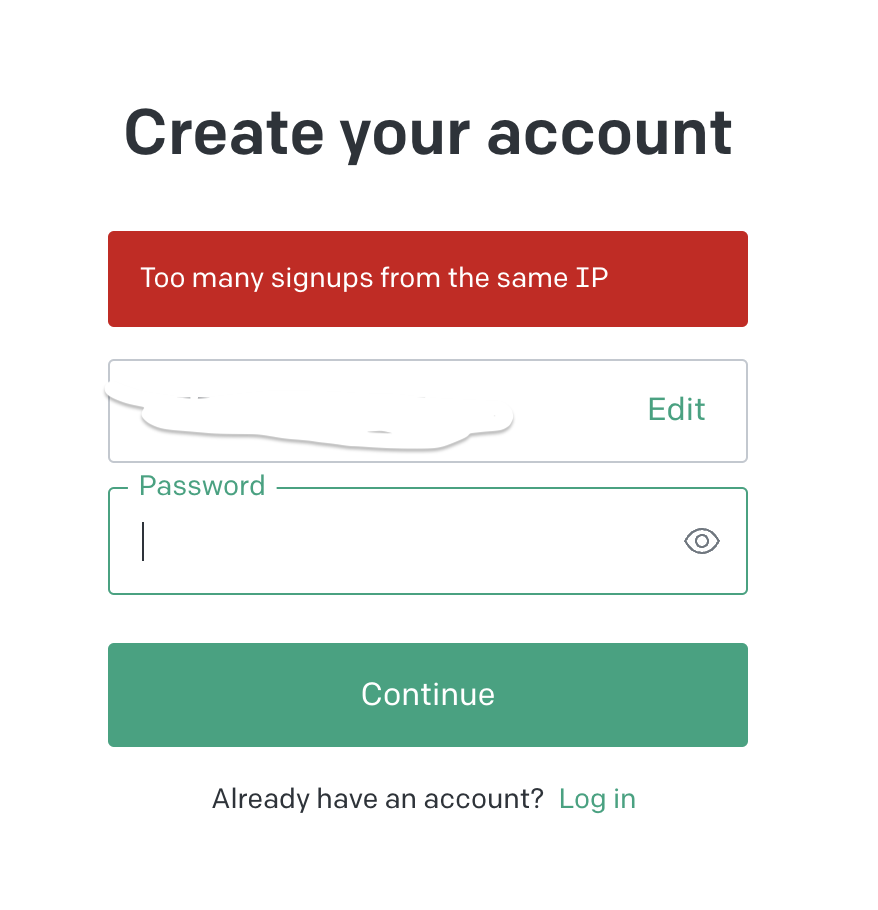 Create your account
Too many signups from the same IP
Edit
Password
Continue
Already have an account? Log in